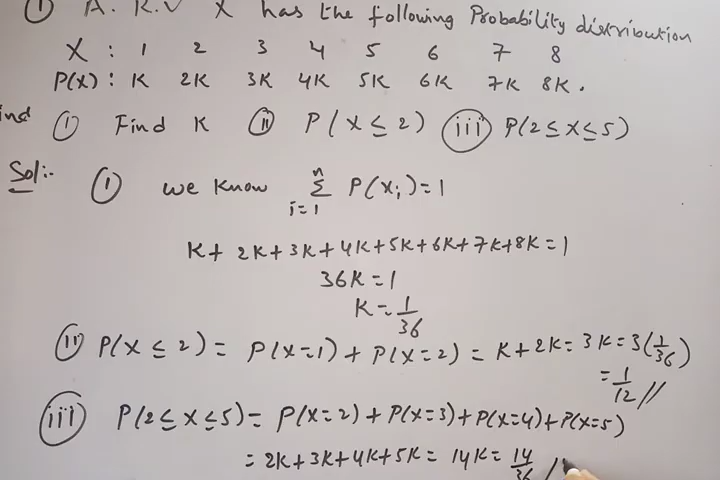 ① A. R.V X has the following Probability distribution
X : 1 2 3 4 5 6 7 8
P(X) : K 2K 3K 4K 5K 6K 7K 8K.
ind ① Find K ⑪ P(X ≤ 2) (iii) P(2 ≤ X ≤ 5)
Sol:- ① We know n Σ i=1 P(xi) = 1
K + 2K + 3K + 4K + 5K + 6K + 7K + 8K = 1
36K = 1
K = 1/36
(ii) P(X ≤ 2) = P(X=1) + P(X=2) = K + 2K = 3K = 3(1/36)
= 1/12 //
(iii) P(2 ≤ X ≤ 5) = P(X=2) + P(X=3) + P(X=4) + P(X=5)
= 2K + 3K + 4K + 5K = 14K = 14/36 //